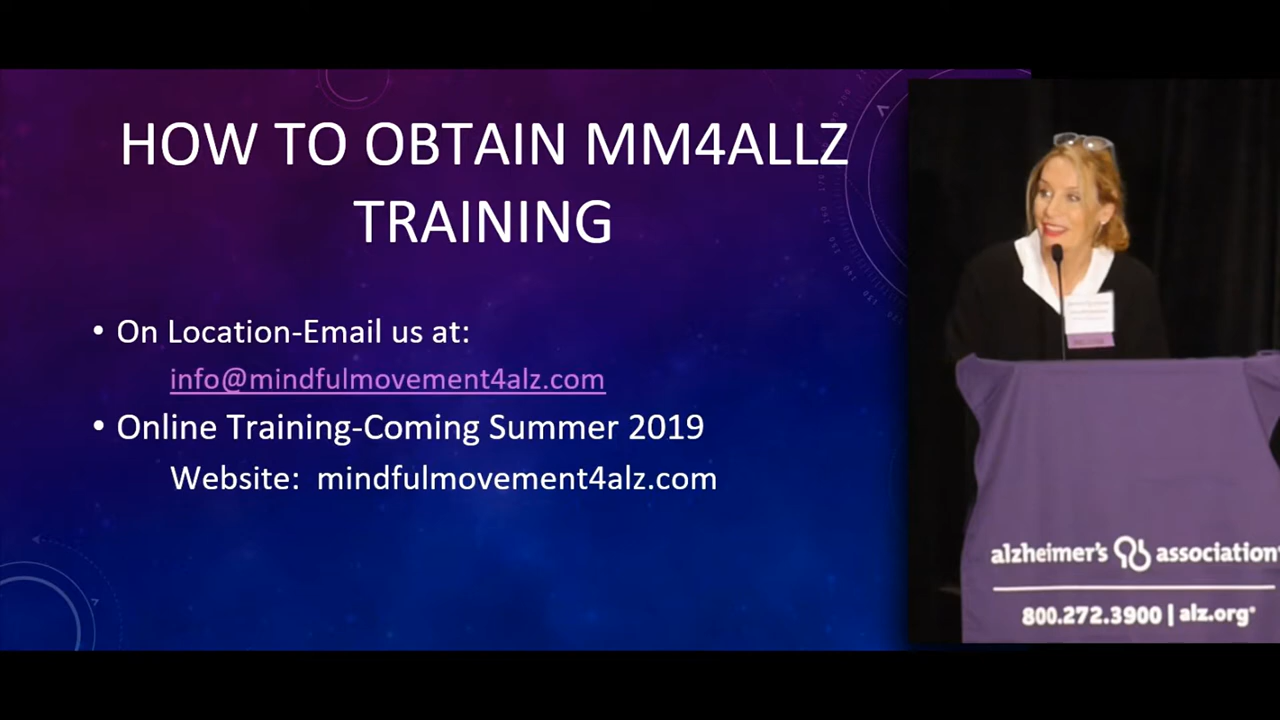 HOW TO OBTAIN MM4ALLZ
TRAINING
• On Location-Email us at:
info@mindfulmovement4alz.com
• Online Training-Coming Summer 2019
Website: mindfulmovement4alz.com
alzheimer's association®
800.272.3900 | alz.org®